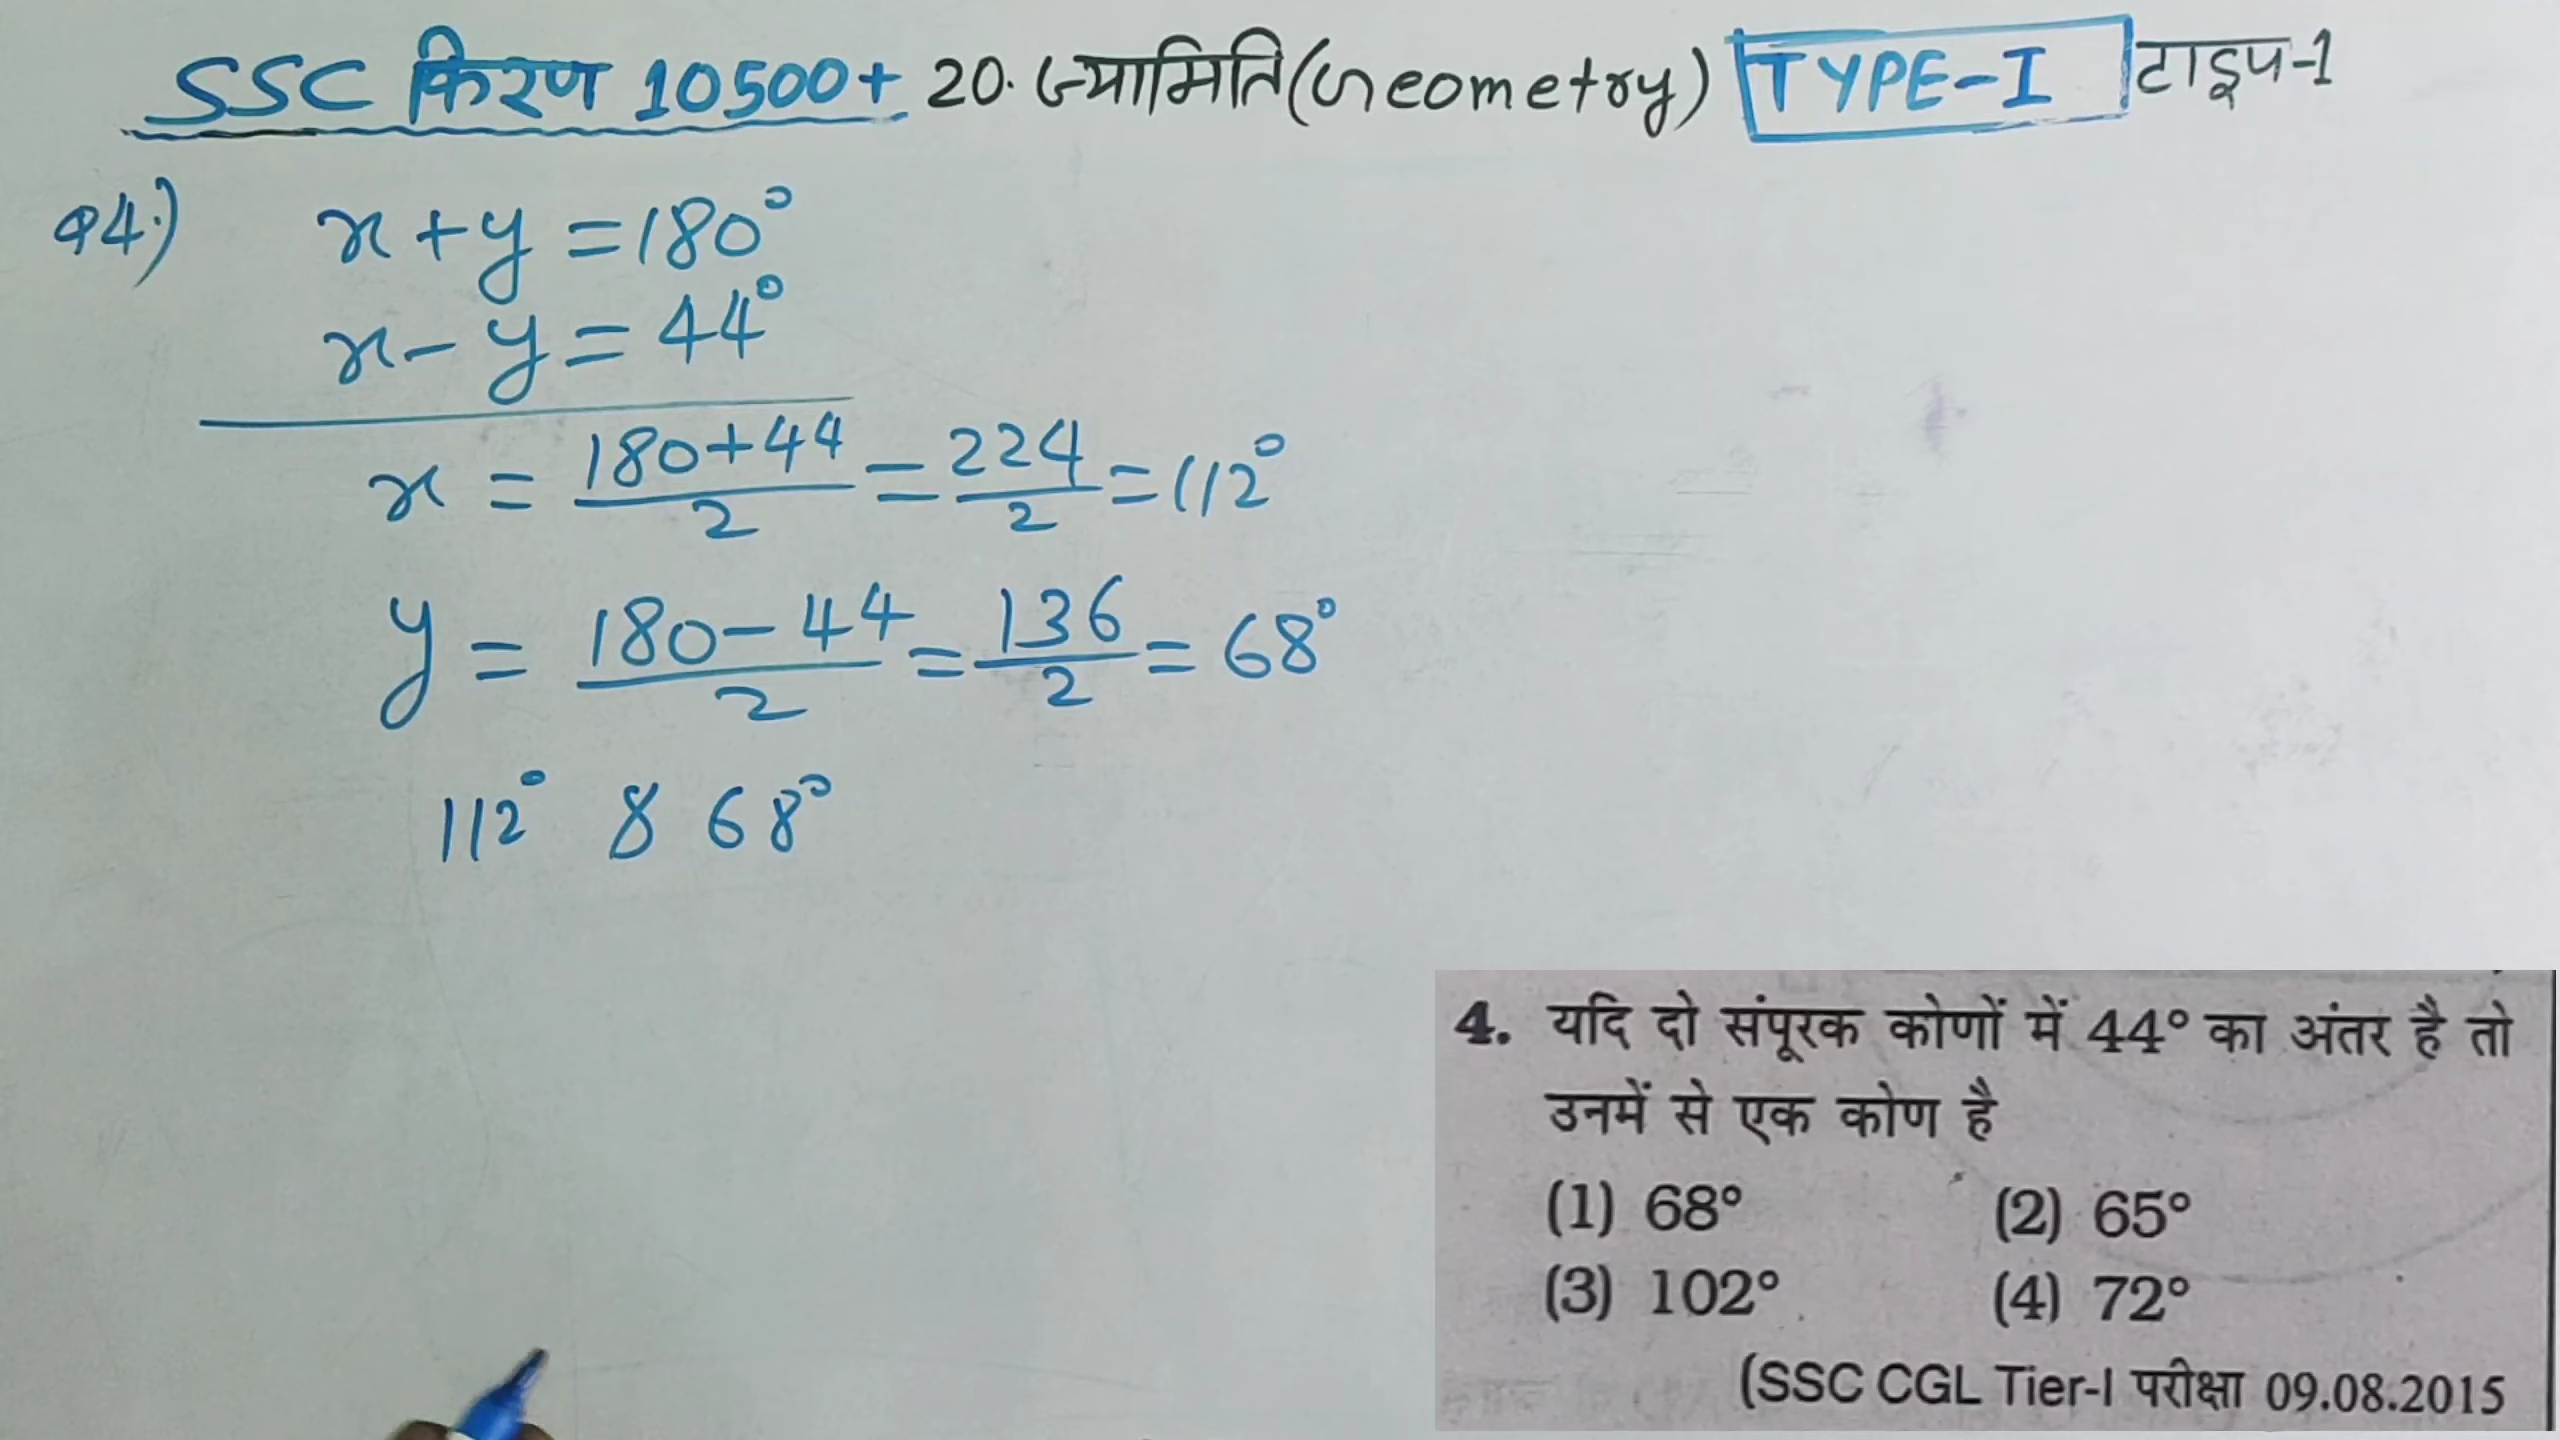 SSC किरण 10500+ 20. ज्यामिति (Geometry) TYPE-I टाइप-1
Q4.) x + y = 180°
x - y = 44°
x = 180+44/2 = 224/2 = 112°
y = 180-44/2 = 136/2 = 68°
112° & 68°
4. यदि दो संपूरक कोणों में 44° का अंतर है तो
उनमें से एक कोण है
(1) 68° (2) 65°
(3) 102° (4) 72°
(SSC CGL Tier-I परीक्षा 09.08.2015